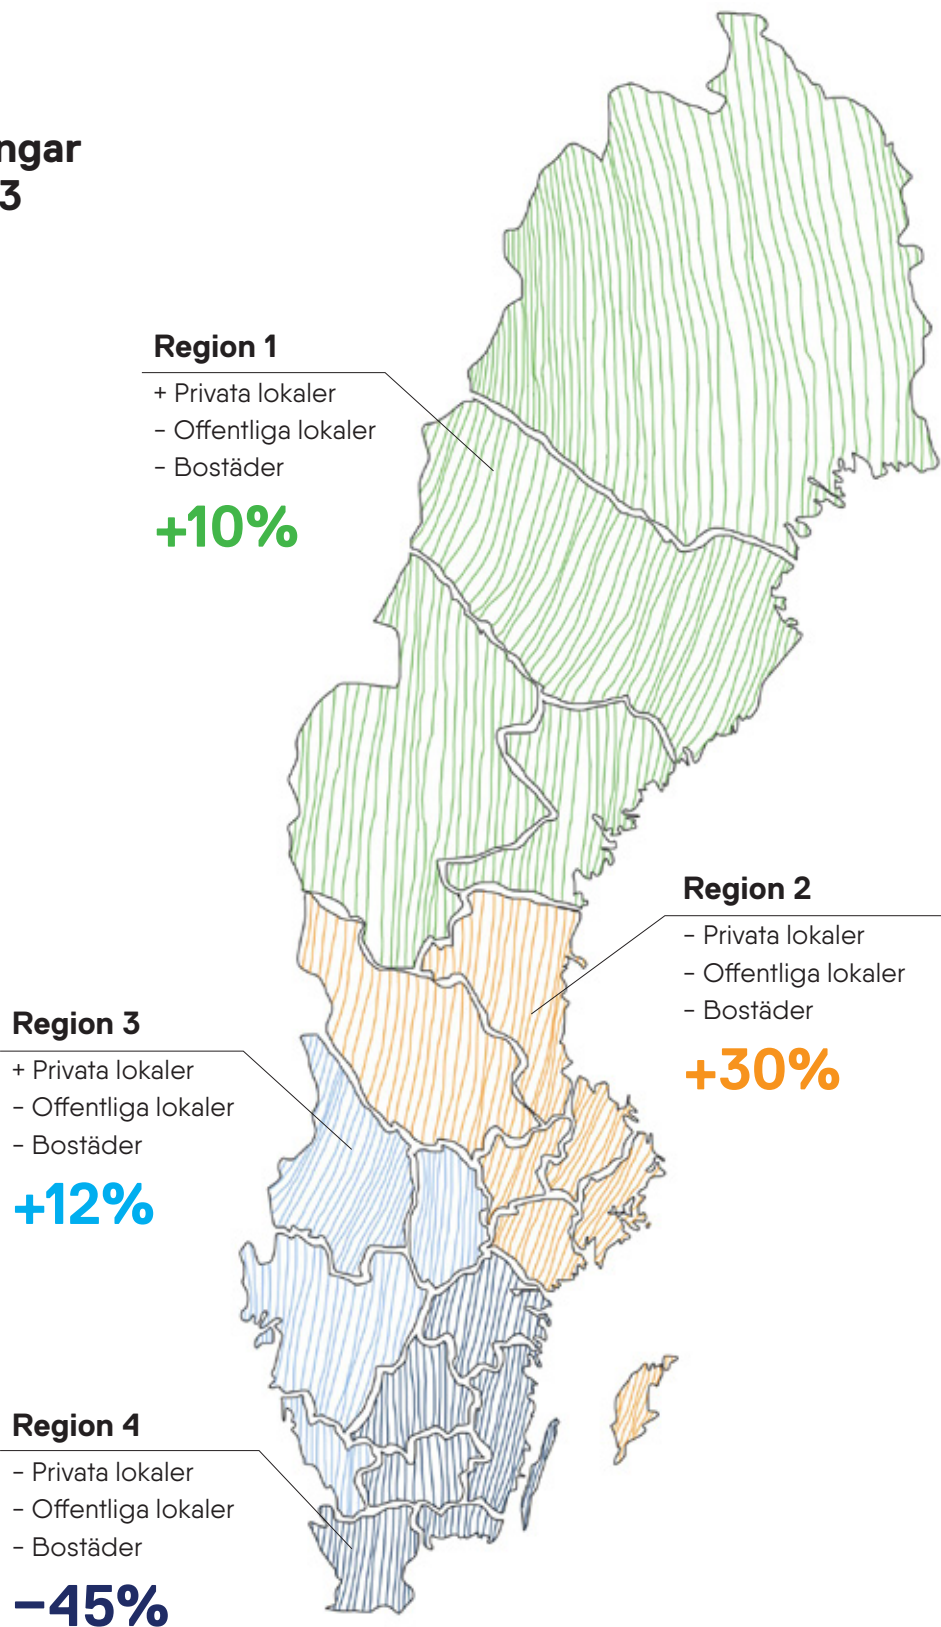 ngar
3
Region 1
+ Privata lokaler
- Offentliga lokaler
- Bostäder
+10%
Region 2
- Privata lokaler
- Offentliga lokaler
- Bostäder
+30%
Region 3
+ Privata lokaler
- Offentliga lokaler
- Bostäder
+12%
Region 4
- Privata lokaler
- Offentliga lokaler
- Bostäder
−45%